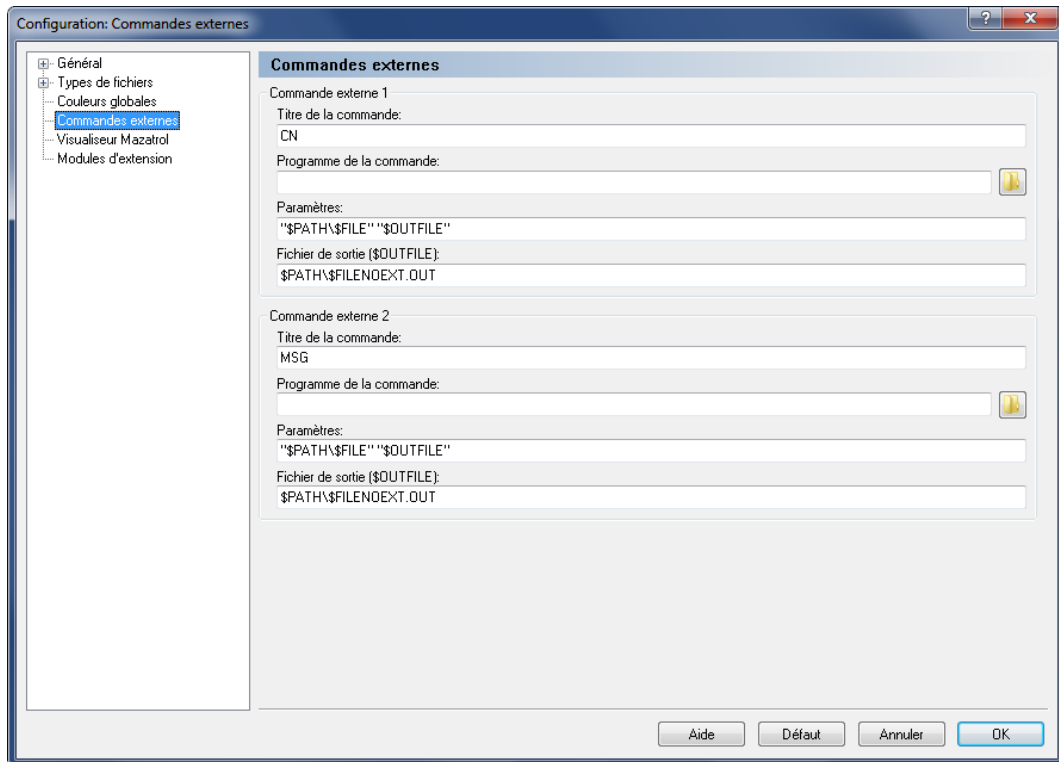 Configuration: Commandes externes
Général
Types de fichiers
Couleurs globales
Commandes externes
Visualiseur Mazatrol
Modules d'extension
Commandes externes
Commande externe 1
Titre de la commande:
CN
Programme de la commande:
Paramètres:
"$PATH\$FILE" "$OUTFILE"
Fichier de sortie ($OUTFILE):
$PATH\$FILENOEXT.OUT
Commande externe 2
Titre de la commande:
MSG
Programme de la commande:
Paramètres:
"$PATH\$FILE" "$OUTFILE"
Fichier de sortie ($OUTFILE):
$PATH\$FILENOEXT.OUT
Aide Défaut Annuler OK